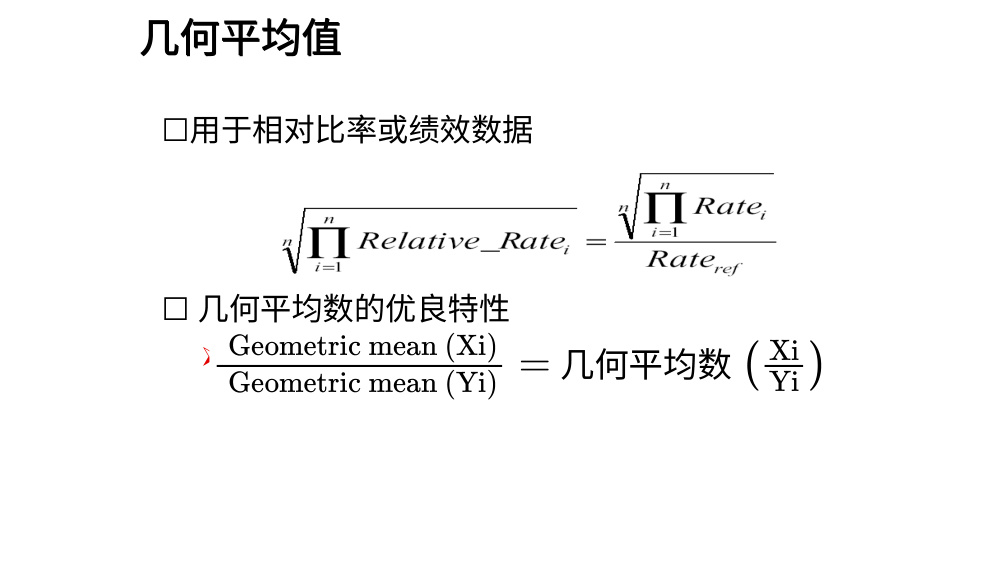 几何平均值
□用于相对比率或绩效数据
$\sqrt[n]{\prod_{i=1}^{n} Relative\_Rate_i} = \frac{\sqrt[n]{\prod_{i=1}^{n} Rate_i}}{Rate_{ref}}$
□ 几何平均数的优良特性
$\frac{\text{Geometric mean (Xi)}}{\text{Geometric mean (Yi)}} = \text{几何平均数} \left(\frac{\text{Xi}}{\text{Yi}}\right)$